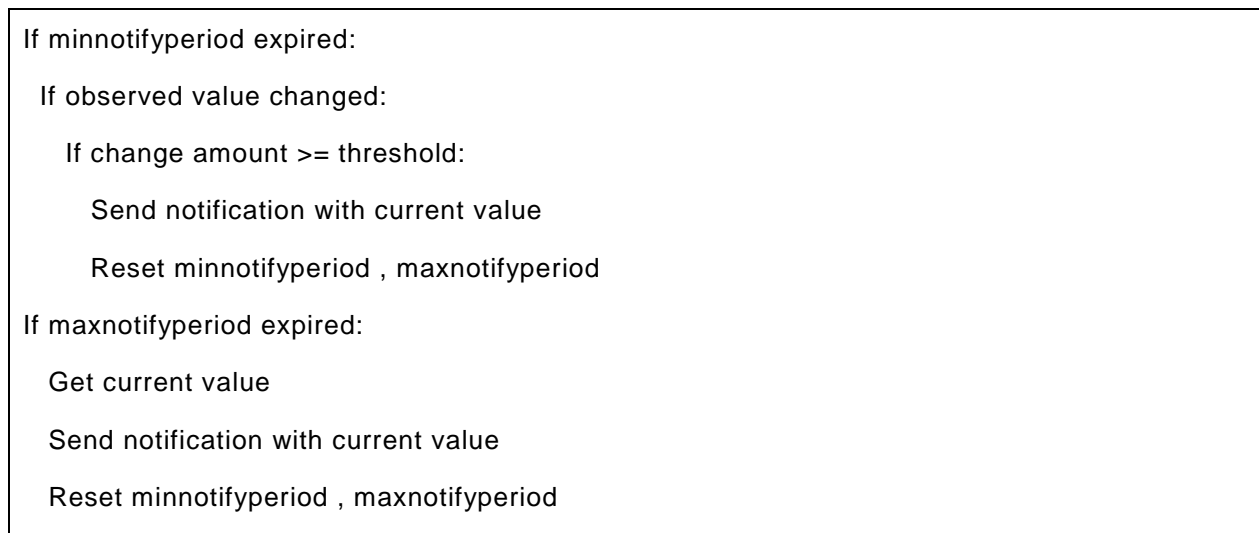 If minnotifyperiod expired:
If observed value changed:
If change amount >= threshold:
Send notification with current value
Reset minnotifyperiod , maxnotifyperiod
If maxnotifyperiod expired:
Get current value
Send notification with current value
Reset minnotifyperiod , maxnotifyperiod